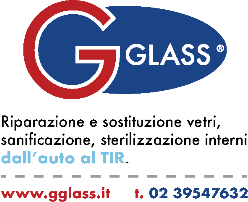 G GLASS®
Riparazione e sostituzione vetri,
sanificazione, sterilizzazione interni
dall'auto al TIR.
www.gglass.it t. 02 39547632